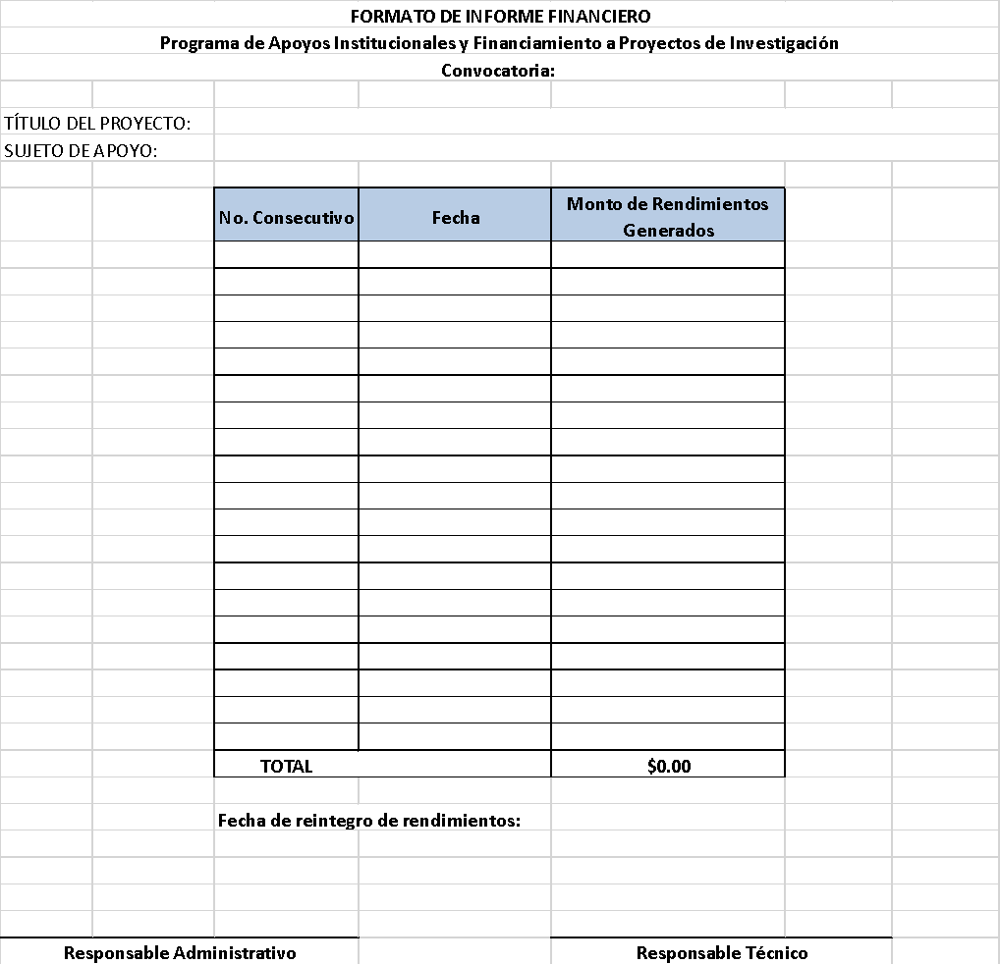 FORMATO DE INFORME FINANCIERO
Programa de Apoyos Institucionales y Financiamiento a Proyectos de Investigación
Convocatoria:
TÍTULO DEL PROYECTO:
SUJETO DE APOYO:
No. Consecutivo Fecha Monto de Rendimientos
Generados
TOTAL $0.00
Fecha de reintegro de rendimientos:
Responsable Administrativo Responsable Técnico